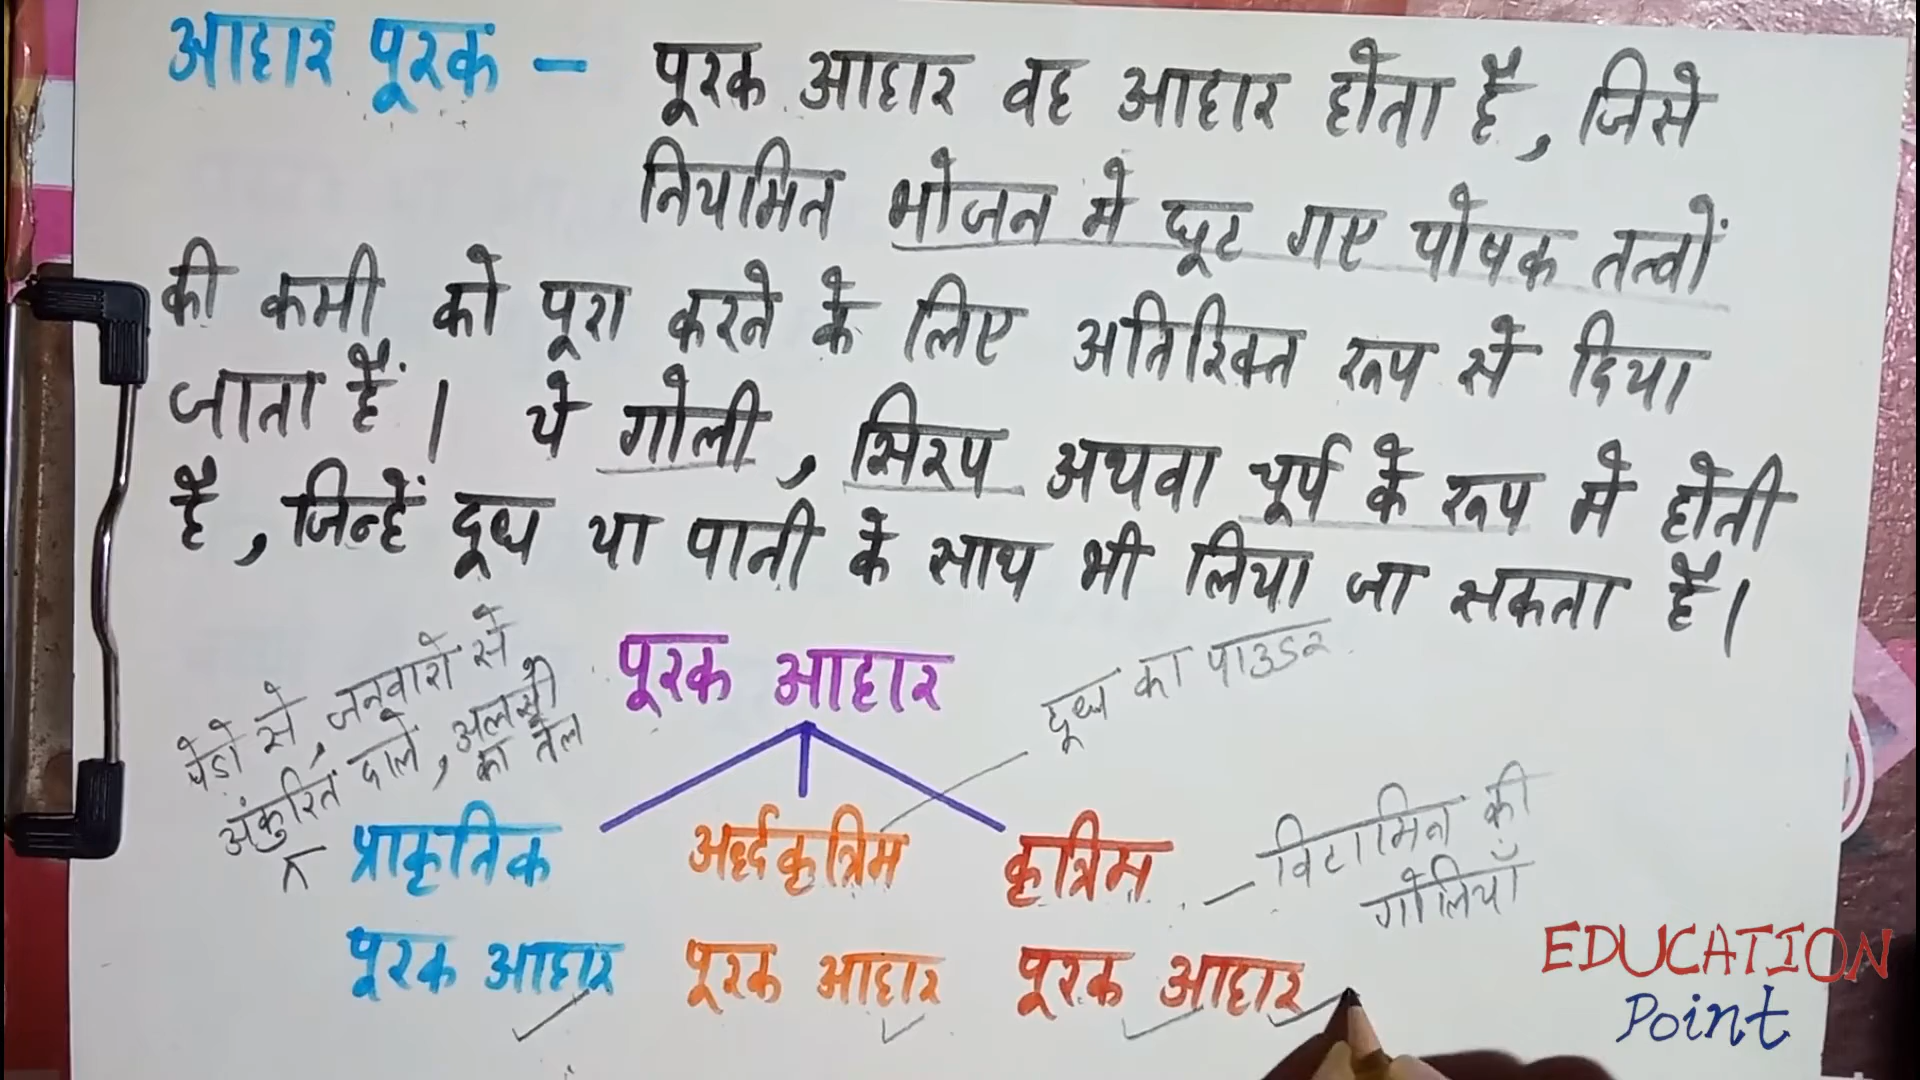 आहार पूरक – पूरक आहार वह आहार होता है, जिसे
नियमित भोजन मे छूट गए पोषक तत्वों
की कमी को पूरा करने के लिए अतिरिक्त रूप से दिया
जाता है। ये गोली, सिरप अथवा चूर्ण के रूप मे होती
है, जिन्हें दूध या पानी के साथ भी लिया जा सकता है।
पूरक आहार
पेडो से, जनवारो से
अंकुरित दाले, अलसी
का तेल
दूध का पाउडर
प्राकृतिक
पूरक आहार
अर्द्धकृत्रिम
पूरक आहार
कृत्रिम
पूरक आहार
– विटामिन की
गोलियाँ
EDUCATION
Point